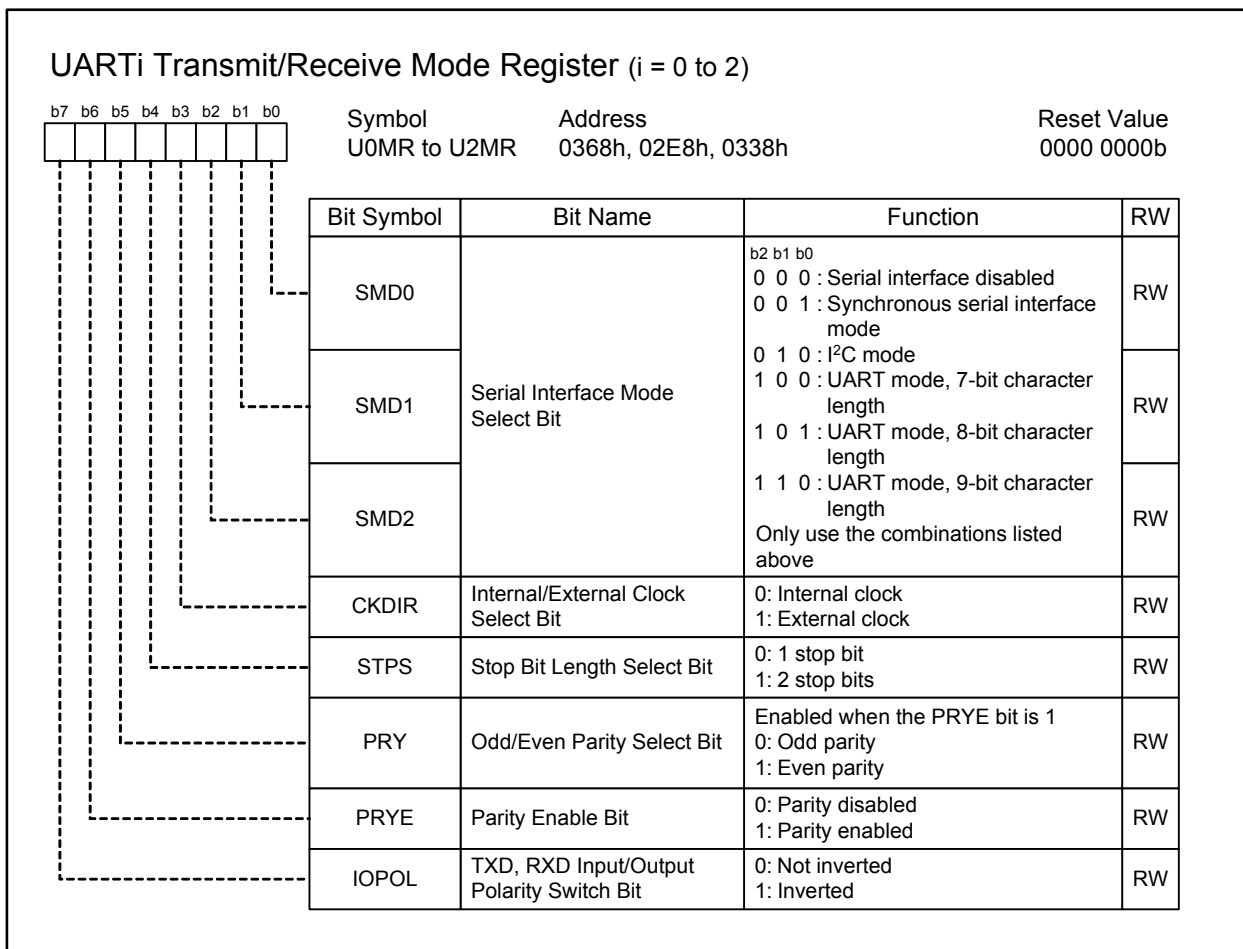 UARTi Transmit/Receive Mode Register (i = 0 to 2)
b7 b6 b5 b4 b3 b2 b1 b0
Symbol Address Reset Value
U0MR to U2MR 0368h, 02E8h, 0338h 0000 0000b
Bit Symbol Bit Name Function RW
SMD0
SMD1
SMD2
Serial Interface Mode
Select Bit
b2 b1 b0
0 0 0 : Serial interface disabled
0 0 1 : Synchronous serial interface
mode
0 1 0 : I²C mode
1 0 0 : UART mode, 7-bit character
length
1 0 1 : UART mode, 8-bit character
length
1 1 0 : UART mode, 9-bit character
length
Only use the combinations listed
above
RW
RW
RW
CKDIR
Internal/External Clock
Select Bit
0: Internal clock
1: External clock
RW
STPS
Stop Bit Length Select Bit
0: 1 stop bit
1: 2 stop bits
RW
PRY
Odd/Even Parity Select Bit
Enabled when the PRYE bit is 1
0: Odd parity
1: Even parity
RW
PRYE
Parity Enable Bit
0: Parity disabled
1: Parity enabled
RW
IOPOL
TXD, RXD Input/Output
Polarity Switch Bit
0: Not inverted
1: Inverted
RW